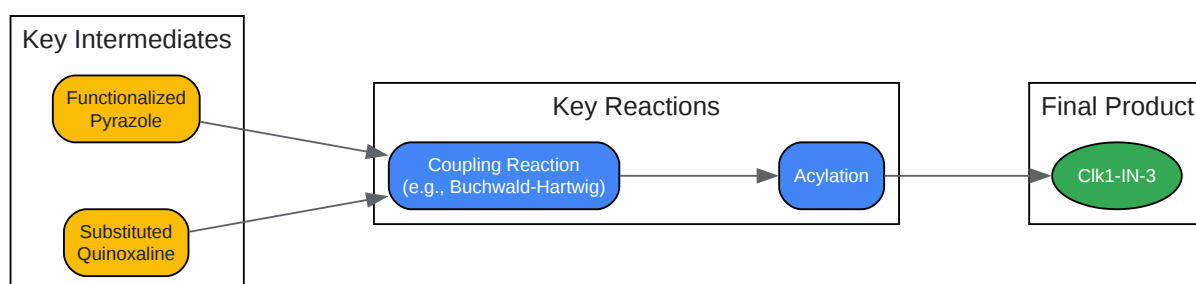 Key Intermediates
Functionalized
Pyrazole
Substituted
Quinoxaline
Key Reactions
Coupling Reaction
(e.g., Buchwald-Hartwig)
Acylation
Final Product
Clk1-IN-3